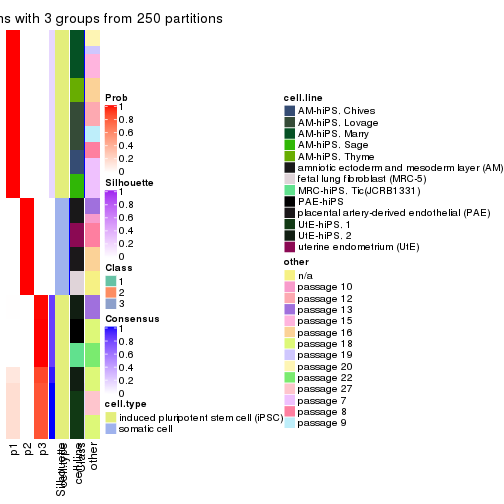 ns with 3 groups from 250 partitions
Prob
1
0.8
0.6
0.4
0.2
0
Silhouette
1
0.8
0.6
0.4
0.2
0
Class
1
2
3
Consensus
1
0.8
0.6
0.4
0.2
0
cell.type
induced pluripotent stem cell (iPSC)
somatic cell
cell.line
AM-hiPS. Chives
AM-hiPS. Lovage
AM-hiPS. Marry
AM-hiPS. Sage
AM-hiPS. Thyme
amniotic ectoderm and mesoderm layer (AM)
fetal lung fibroblast (MRC-5)
MRC-hiPS. Tic(JCRB1331)
PAE-hiPS
placental artery-derived endothelial (PAE)
UtE-hiPS. 1
UtE-hiPS. 2
uterine endometrium (UtE)
other
n/a
passage 10
passage 12
passage 13
passage 15
passage 16
passage 18
passage 19
passage 20
passage 22
passage 27
passage 7
passage 8
passage 9
p1
p2
p3
Silhouette
cell.type
cell.line
Class
other